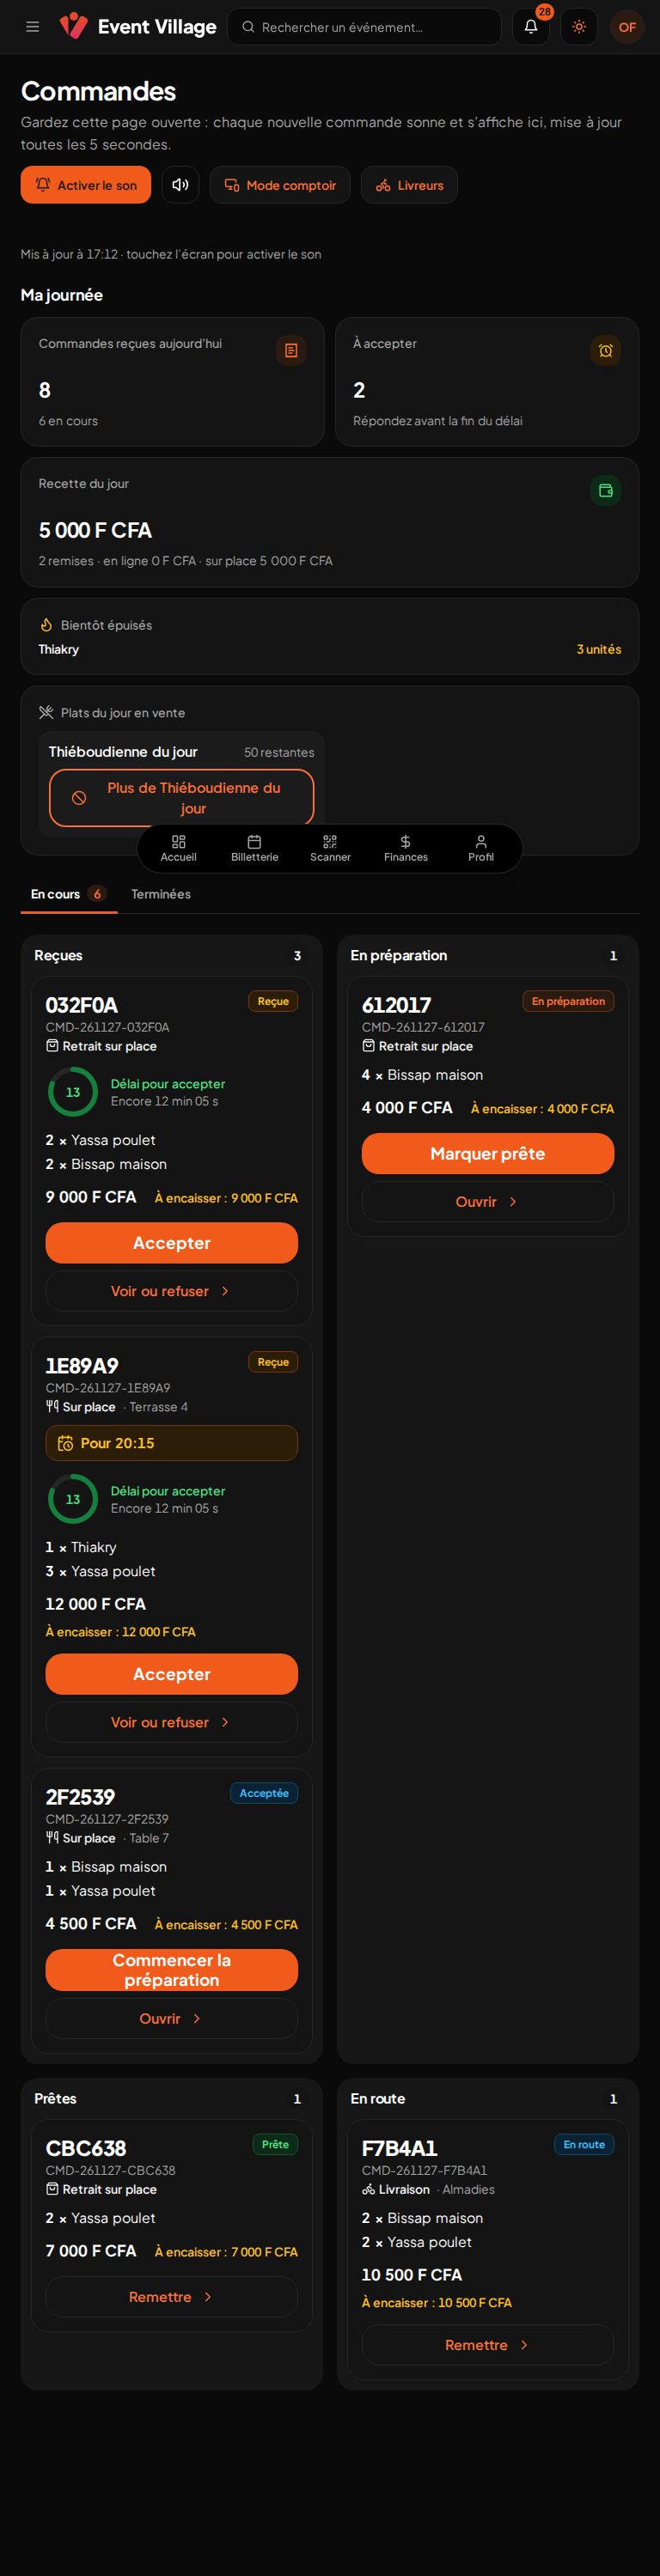 Event Village
Rechercher un événement...
28
OF
Commandes
Gardez cette page ouverte : chaque nouvelle commande sonne et s'affiche ici, mise à jour
toutes les 5 secondes.
Activer le son
Mode comptoir
Livreurs
Mis à jour à 17:12 · touchez l'écran pour activer le son
Ma journée
Commandes reçues aujourd'hui
8
6 en cours
À accepter
2
Répondez avant la fin du délai
Recette du jour
5 000 F CFA
2 remises · en ligne 0 F CFA · sur place 5 000 F CFA
Bientôt épuisés
Thiakry
3 unités
Plats du jour en vente
Thiéboudienne du jour
50 restantes
Plus de Thiéboudienne du
jour
Accueil
Billetterie
Scanner
Finances
Profil
En cours 6
Terminées
Reçues
3
032F0A
Reçue
CMD-261127-032F0A
Retrait sur place
13
Délai pour accepter
Encore 12 min 05 s
2 × Yassa poulet
2 × Bissap maison
9 000 F CFA
À encaisser : 9 000 F CFA
Accepter
Voir ou refuser
1E89A9
Reçue
CMD-261127-1E89A9
Sur place · Terrasse 4
Pour 20:15
13
Délai pour accepter
Encore 12 min 05 s
1 × Thiakry
3 × Yassa poulet
12 000 F CFA
À encaisser : 12 000 F CFA
Accepter
Voir ou refuser
2F2539
Acceptée
CMD-261127-2F2539
Sur place · Table 7
1 × Bissap maison
1 × Yassa poulet
4 500 F CFA
À encaisser : 4 500 F CFA
Commencer la
préparation
Ouvrir
En préparation
1
612017
En préparation
CMD-261127-612017
Retrait sur place
4 × Bissap maison
4 000 F CFA
À encaisser : 4 000 F CFA
Marquer prête
Ouvrir
Prêtes
1
CBC638
Prête
CMD-261127-CBC638
Retrait sur place
2 × Yassa poulet
7 000 F CFA
À encaisser : 7 000 F CFA
Remettre
En route
1
F7B4A1
En route
CMD-261127-F7B4A1
Livraison · Almadies
2 × Bissap maison
2 × Yassa poulet
10 500 F CFA
À encaisser : 10 500 F CFA
Remettre